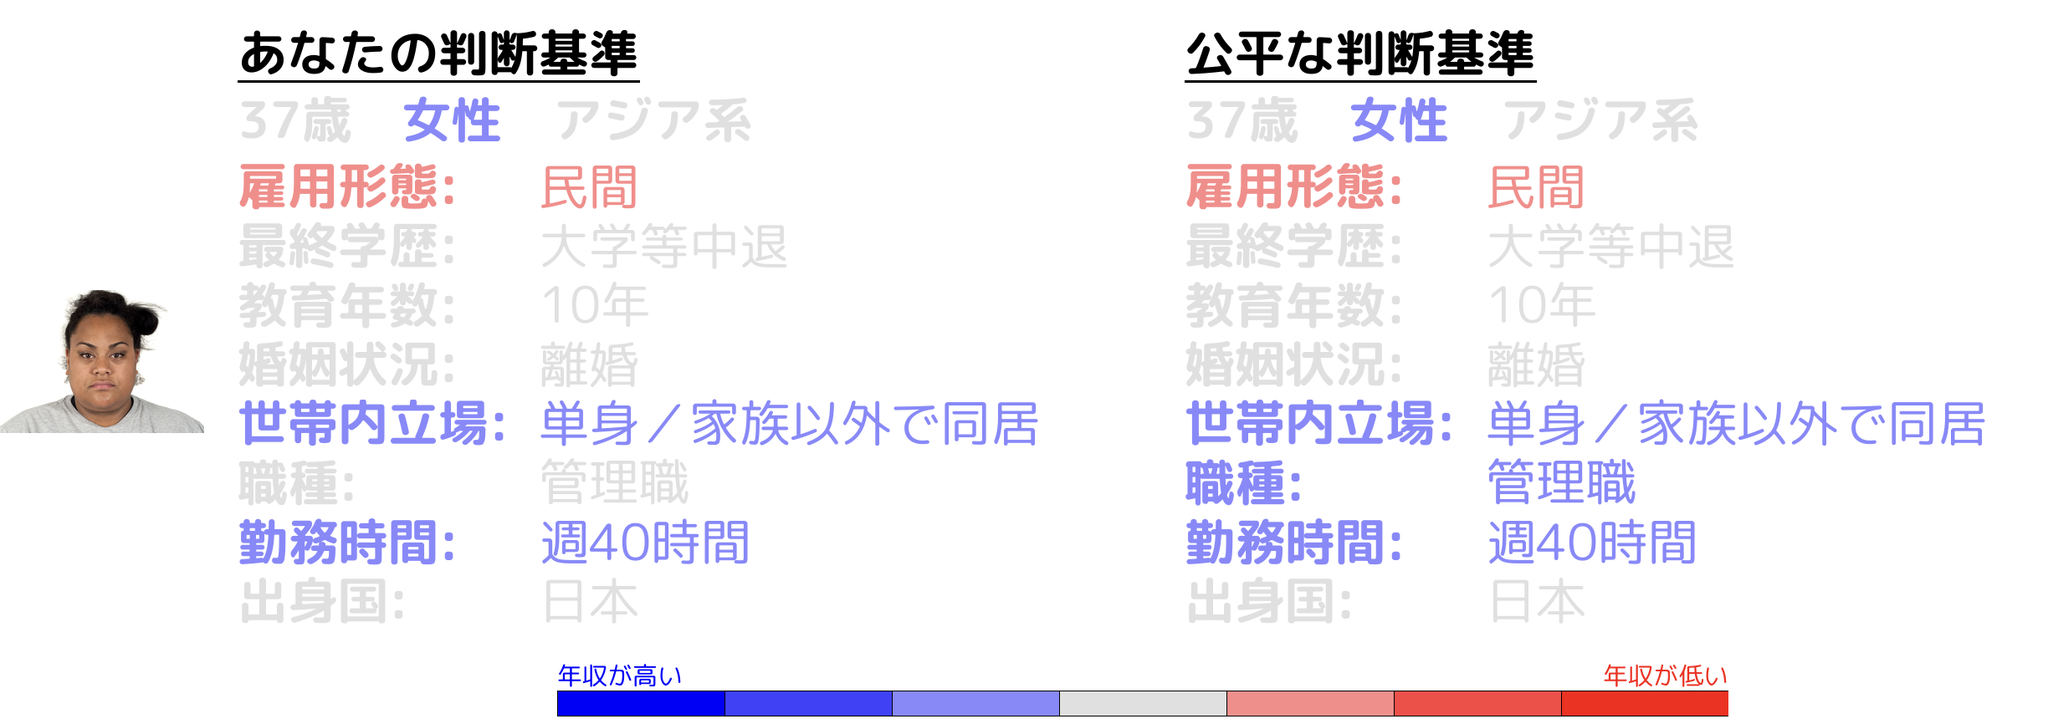 あなたの判断基準
37歳 女性 アジア系
雇用形態: 民間
最終学歴: 大学等中退
教育年数: 10年
婚姻状況: 離婚
世帯内立場: 単身／家族以外で同居
職種: 管理職
勤務時間: 週40時間
出身国: 日本
公平な判断基準
37歳 女性 アジア系
雇用形態: 民間
最終学歴: 大学等中退
教育年数: 10年
婚姻状況: 離婚
世帯内立場: 単身／家族以外で同居
職種: 管理職
勤務時間: 週40時間
出身国: 日本
年収が高い
年収が低い